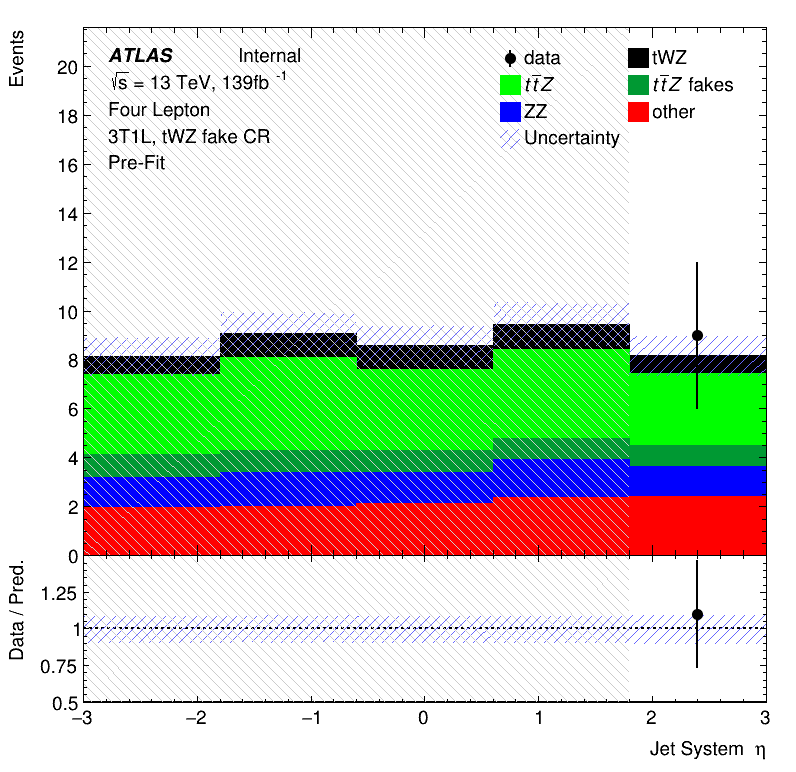 Events
ATLAS Internal
√s = 13 TeV, 139fb⁻¹
Four Lepton
3T1L, tWZ fake CR
Pre-Fit
data
tWZ
tt̄Z
tt̄Z fakes
ZZ
other
Uncertainty
20
18
16
14
12
10
8
6
4
2
0
Data / Pred.
1.25
1
0.75
0.5
−3 −2 −1 0 1 2 3
Jet System η